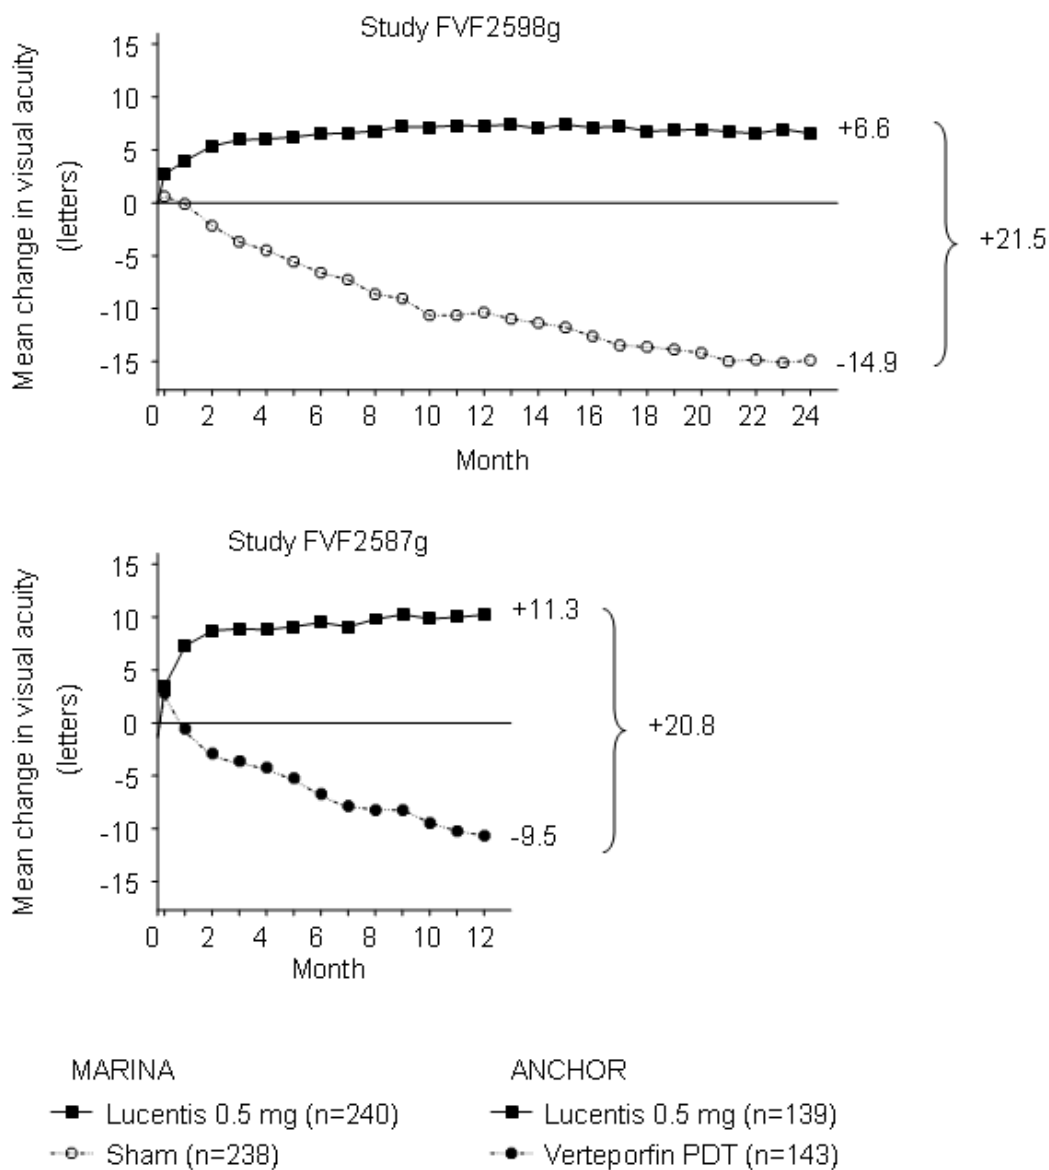 Study FVF2598g
Mean change in visual acuity
(letters)
15
10
5
0
-5
-10
-15
+6.6
+21.5
-14.9
0 2 4 6 8 10 12 14 16 18 20 22 24
Month
Study FVF2587g
Mean change in visual acuity
(letters)
15
10
5
0
-5
-10
-15
+11.3
+20.8
-9.5
0 2 4 6 8 10 12
Month
MARINA
Lucentis 0.5 mg (n=240)
Sham (n=238)
ANCHOR
Lucentis 0.5 mg (n=139)
Verteporfin PDT (n=143)